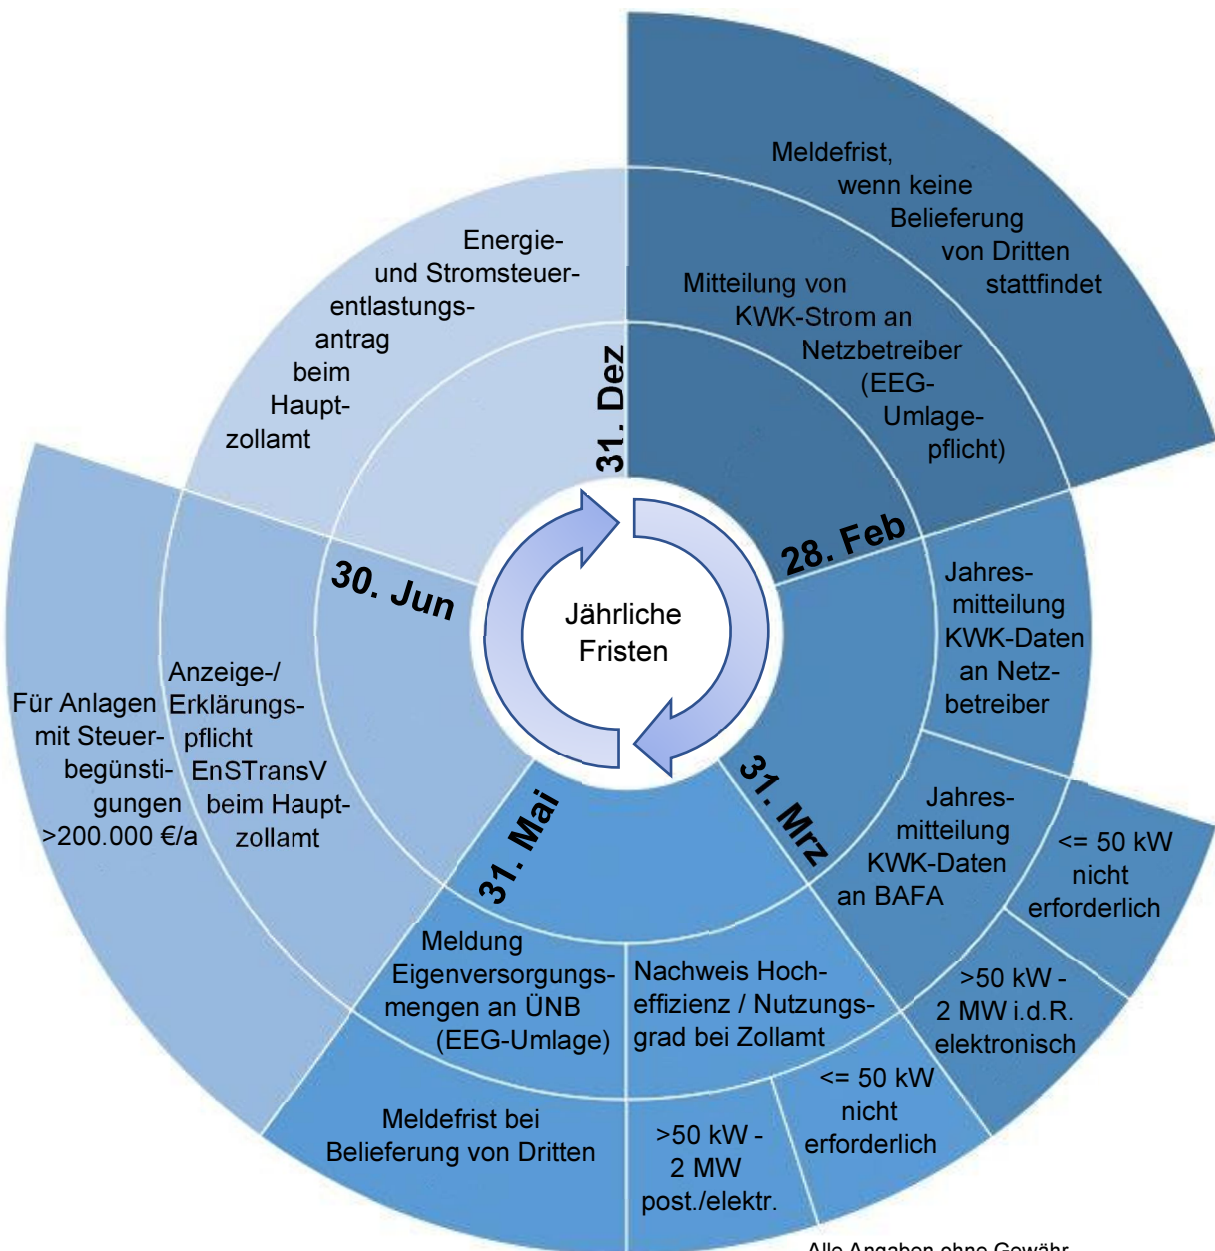 Jährliche
Fristen
31. Dez
28. Feb
31. Mrz
31. Mai
30. Jun
Meldefrist,
wenn keine
Belieferung
von Dritten
stattfindet
Mitteilung von
KWK-Strom an
Netzbetreiber
(EEG-
Umlage-
pflicht)
Jahres-
mitteilung
KWK-Daten
an Netz-
betreiber
Jahres-
mitteilung
KWK-Daten
an BAFA
<= 50 kW
nicht
erforderlich
>50 kW -
2 MW i.d.R.
elektronisch
Nachweis Hoch-
effizienz / Nutzungs-
grad bei Zollamt
<= 50 kW
nicht
erforderlich
>50 kW -
2 MW
post./elektr.
Meldung
Eigenversorgungs-
mengen an ÜNB
(EEG-Umlage)
Meldefrist bei
Belieferung von Dritten
Anzeige-/
Erklärungs-
pflicht
EnSTransV
beim Haupt-
zollamt
Für Anlagen
mit Steuer-
begünsti-
gungen
>200.000 €/a
Energie-
und Stromsteuer-
entlastungs-
antrag
beim
Haupt-
zollamt
Alle Angaben ohne Gewähr